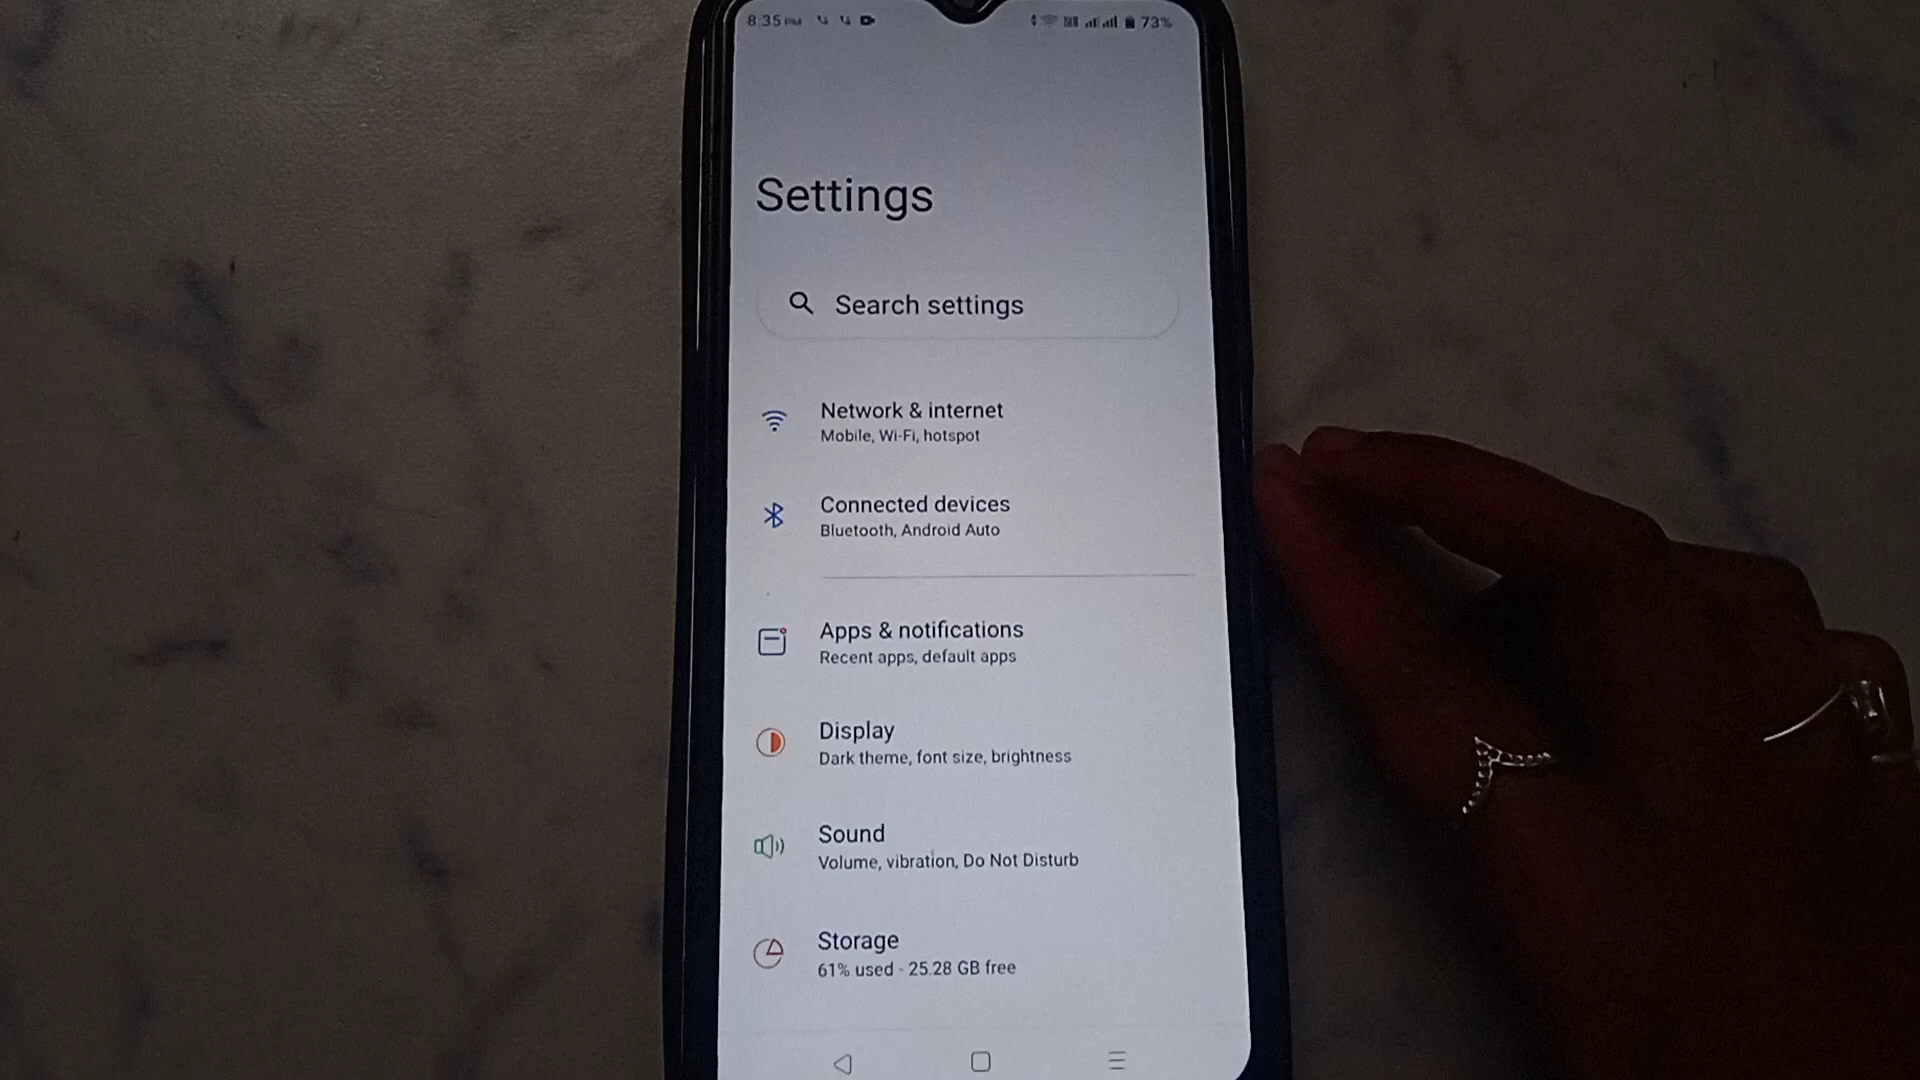 8:35 PM 73%
Settings
Search settings
Network & internet
Mobile, Wi-Fi, hotspot
Connected devices
Bluetooth, Android Auto
Apps & notifications
Recent apps, default apps
Display
Dark theme, font size, brightness
Sound
Volume, vibration, Do Not Disturb
Storage
61% used - 25.28 GB free